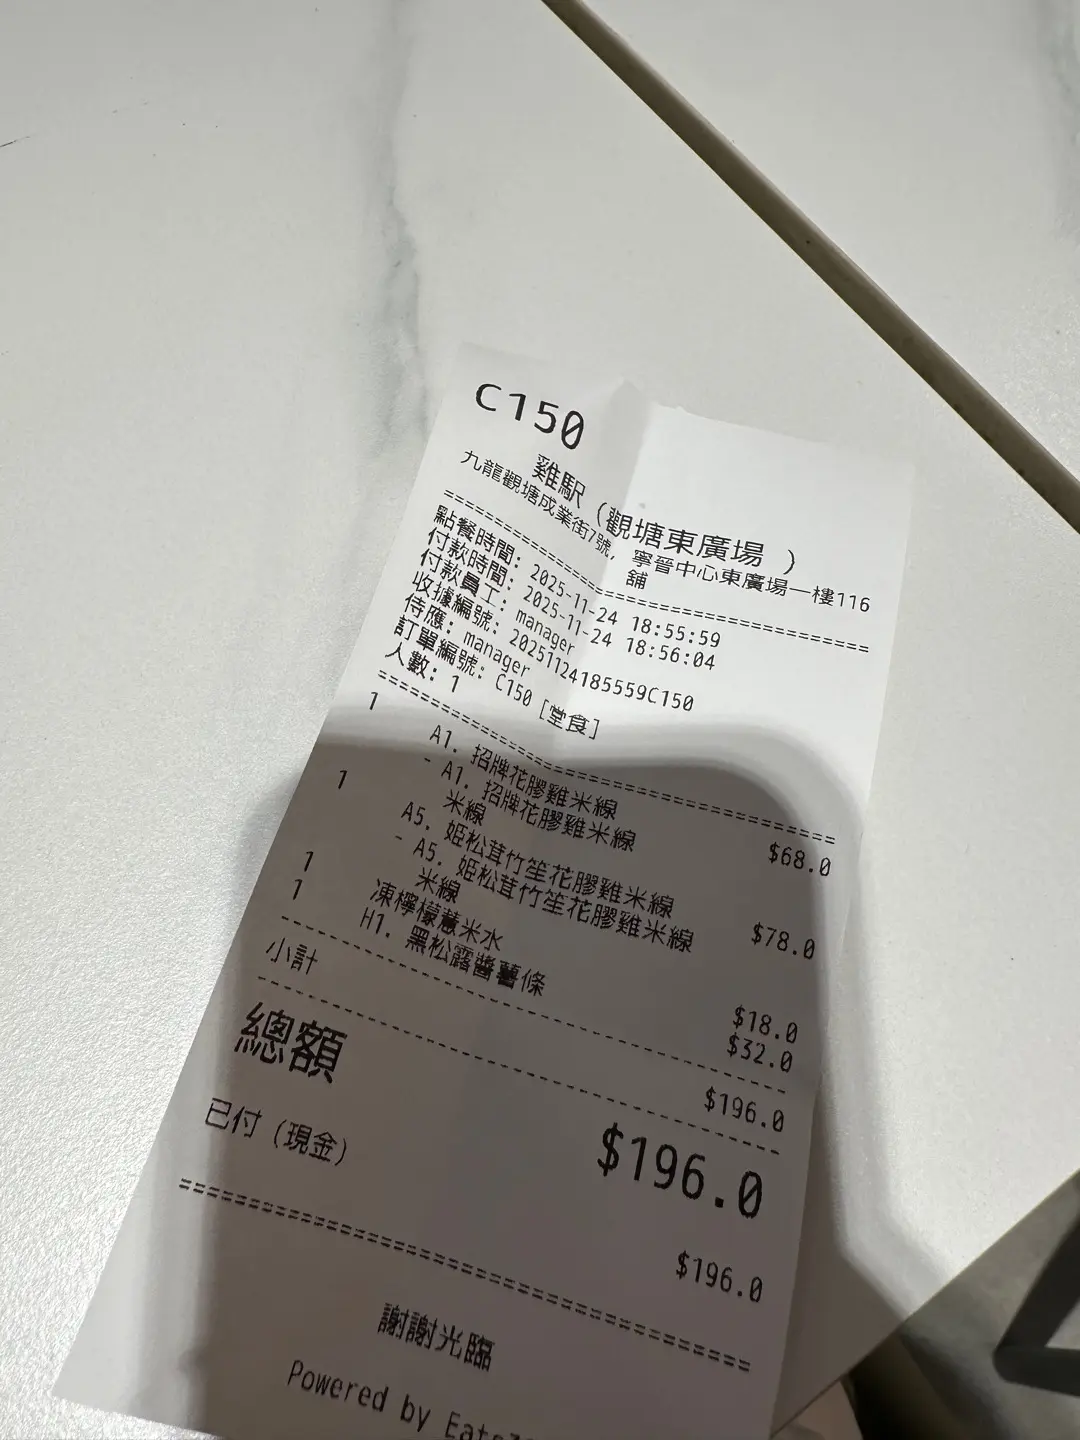 C150
雞駅（觀塘東廣場 ）
九龍觀塘成業街7號, 寧晉中心東廣場一樓116
舖
================================
點餐時間: 2025-11-24 18:55:59
付款時間: 2025-11-24 18:56:04
付款員工: manager
收據編號: 20251124185559C150
侍應: manager
訂單編號: C150 [堂食]
人數: 1
================================
1 A1. 招牌花膠雞米線 $68.0
- A1. 招牌花膠雞米線
米線
1 A5. 姬松茸竹笙花膠雞米線 $78.0
- A5. 姬松茸竹笙花膠雞米線
米線
1 凍檸檬薏米水 $18.0
1 H1. 黑松露醬薯條 $32.0
小計 $196.0
總額 $196.0
已付 (現金) $196.0
================================
謝謝光臨
Powered by